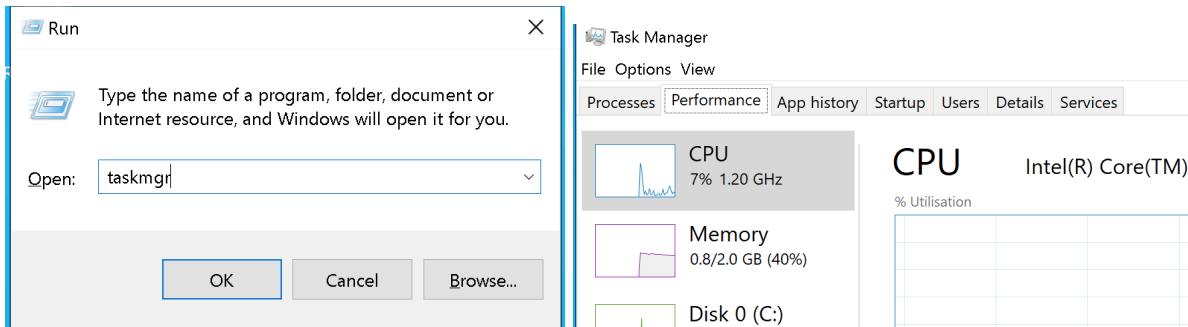 Run
Type the name of a program, folder, document or
Internet resource, and Windows will open it for you.
Open: taskmgr
OK Cancel Browse...
Task Manager
File Options View
Processes Performance App history Startup Users Details Services
CPU
7% 1.20 GHz
Memory
0.8/2.0 GB (40%)
Disk 0 (C:)
CPU Intel(R) Core(TM)
% Utilisation